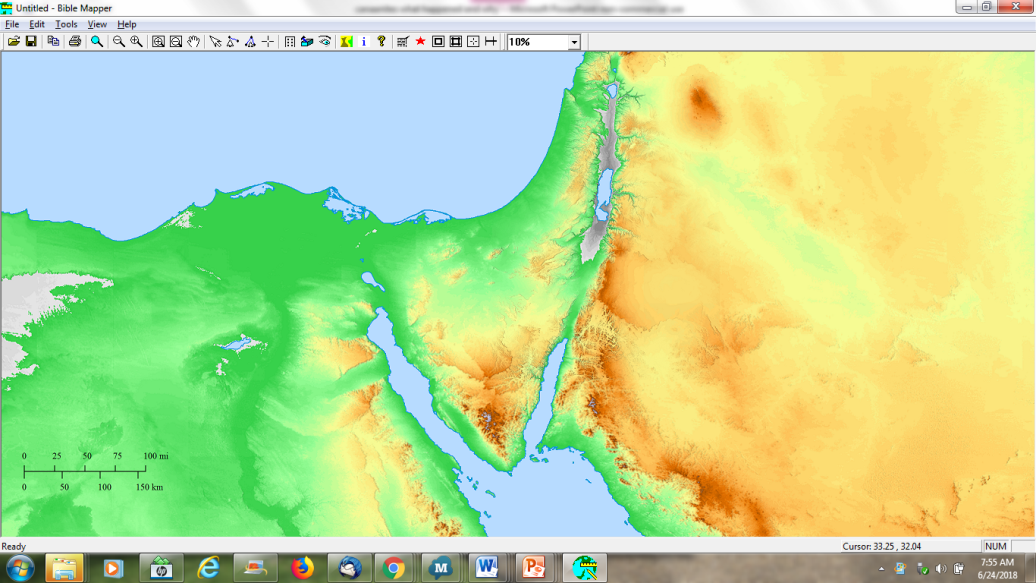 Untitled - Bible Mapper
File Edit Tools View Help
10%
0 25 50 75 100 mi
0 50 100 150 km
Ready
Cursor: 33.25 , 32.04
NUM
7:55 AM
6/24/2018